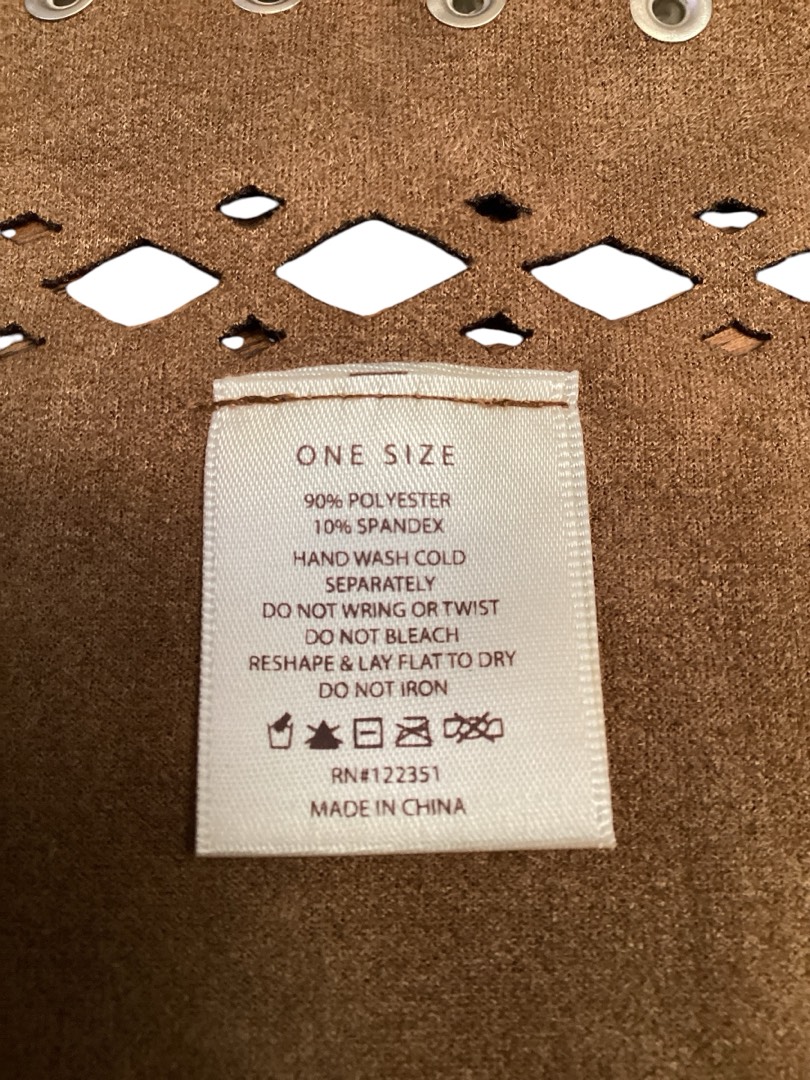 ONE SIZE
90% POLYESTER
10% SPANDEX
HAND WASH COLD
SEPARATELY
DO NOT WRING OR TWIST
DO NOT BLEACH
RESHAPE & LAY FLAT TO DRY
DO NOT IRON
RN#122351
MADE IN CHINA